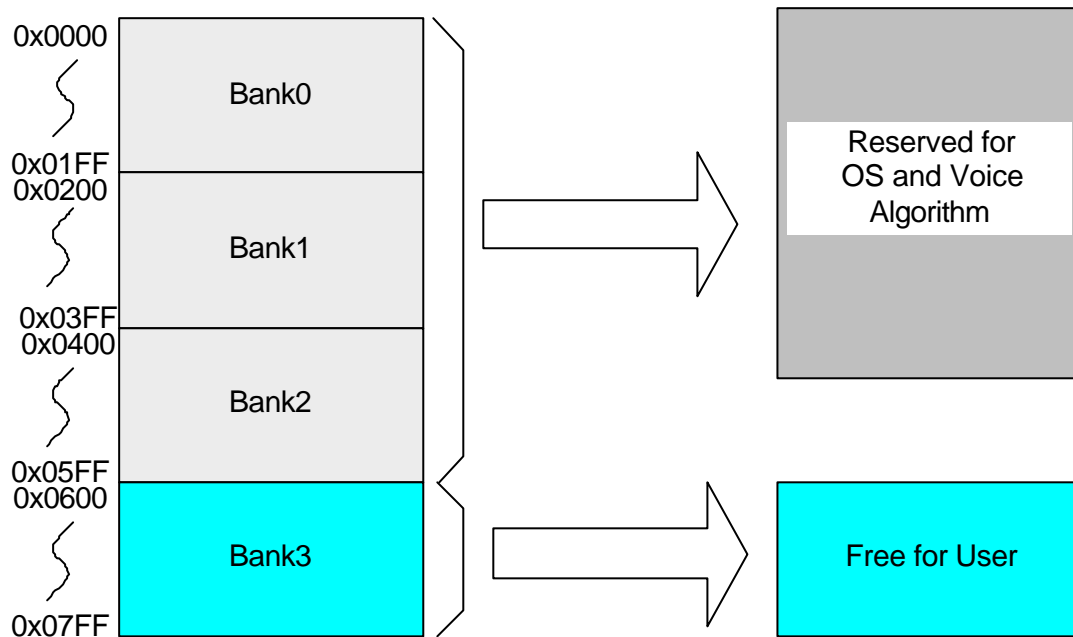 0x0000
Bank0
0x01FF
0x0200
Bank1
0x03FF
0x0400
Bank2
0x05FF
0x0600
Bank3
0x07FF
Reserved for
OS and Voice
Algorithm
Free for User